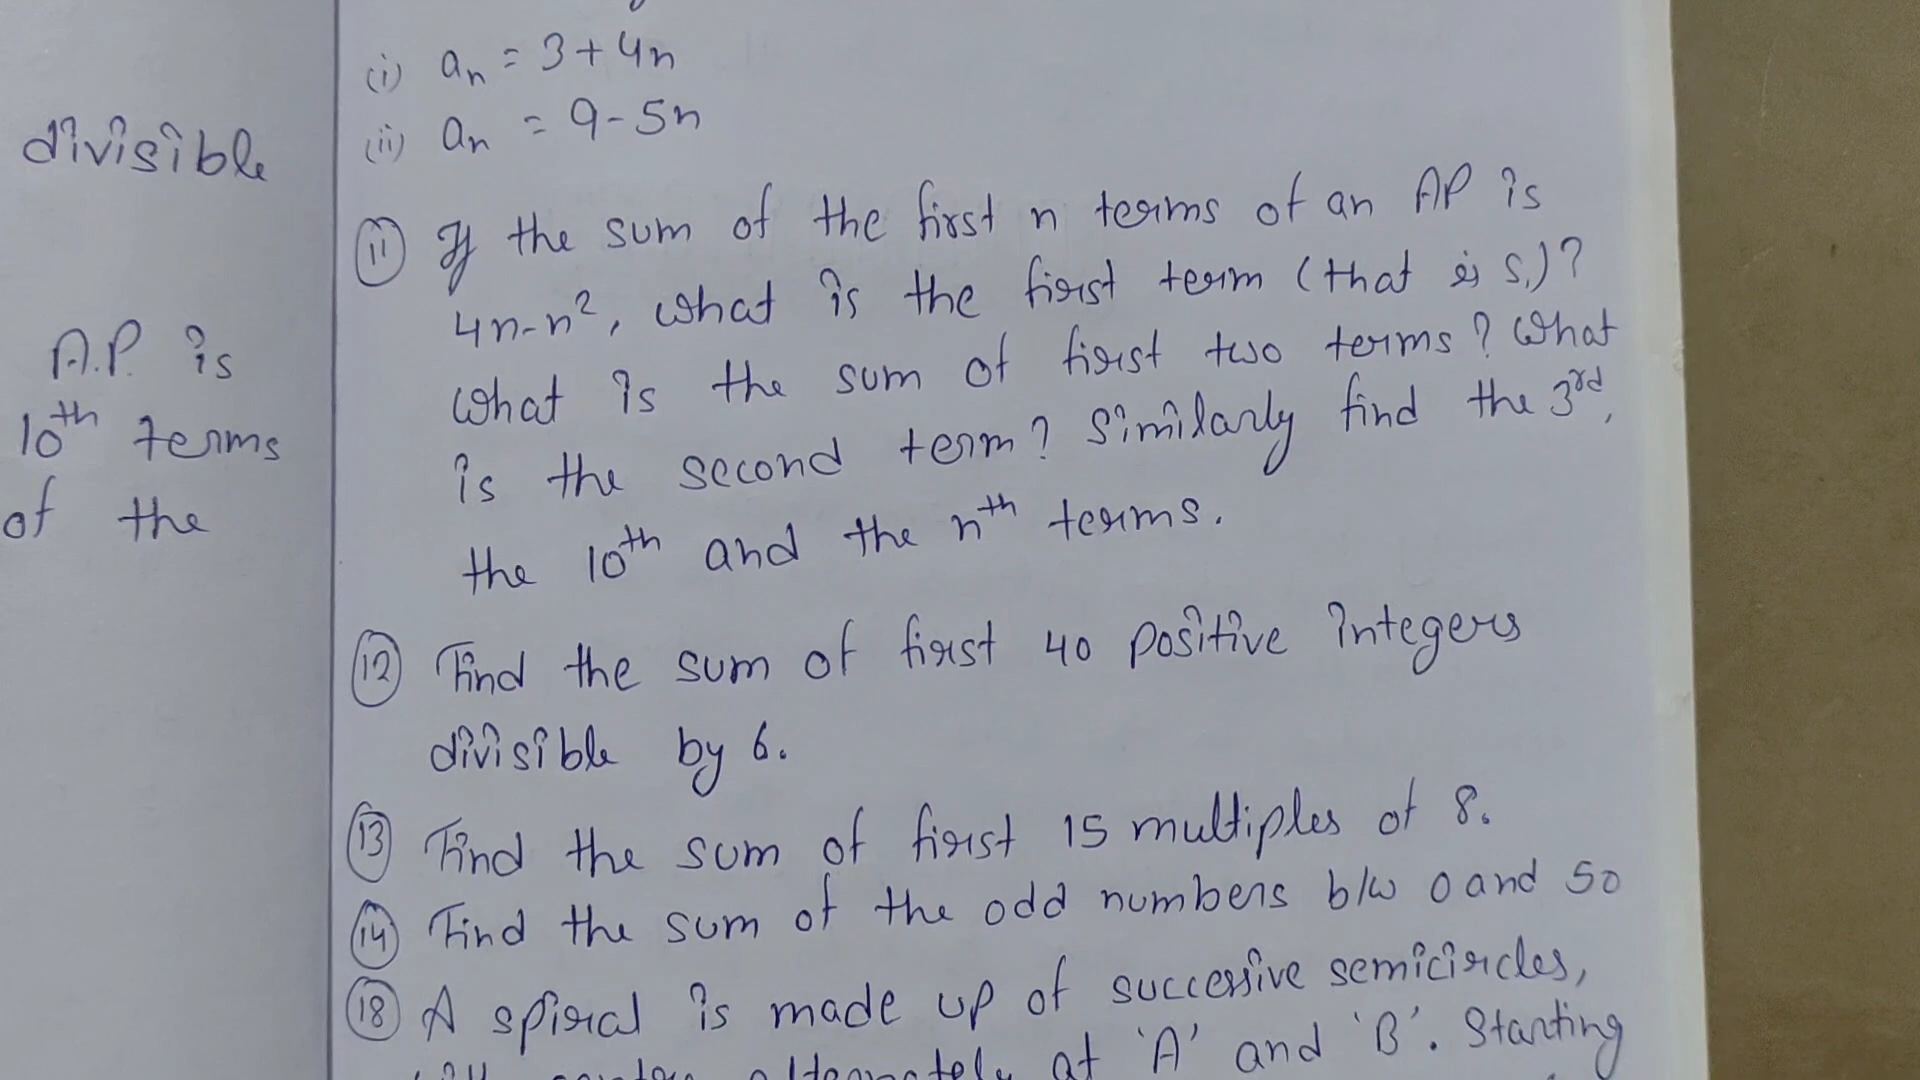 divisible
A.P. is
10th terms
of the
(i) an = 3+4n
(ii) an = 9-5n
(11) If the sum of the first n terms of an AP is
4n-n², what is the first term (that is S₁)?
What is the sum of first two terms? What
is the second term? Similarly find the 3rd,
the 10th and the nth terms.
(12) Find the sum of first 40 positive integers
divisible by 6.
(13) Find the sum of first 15 multiples of 8.
(14) Find the sum of the odd numbers b/w 0 and 50
(18) A spiral is made up of successive semicircles,
at 'A' and 'B'. Starting